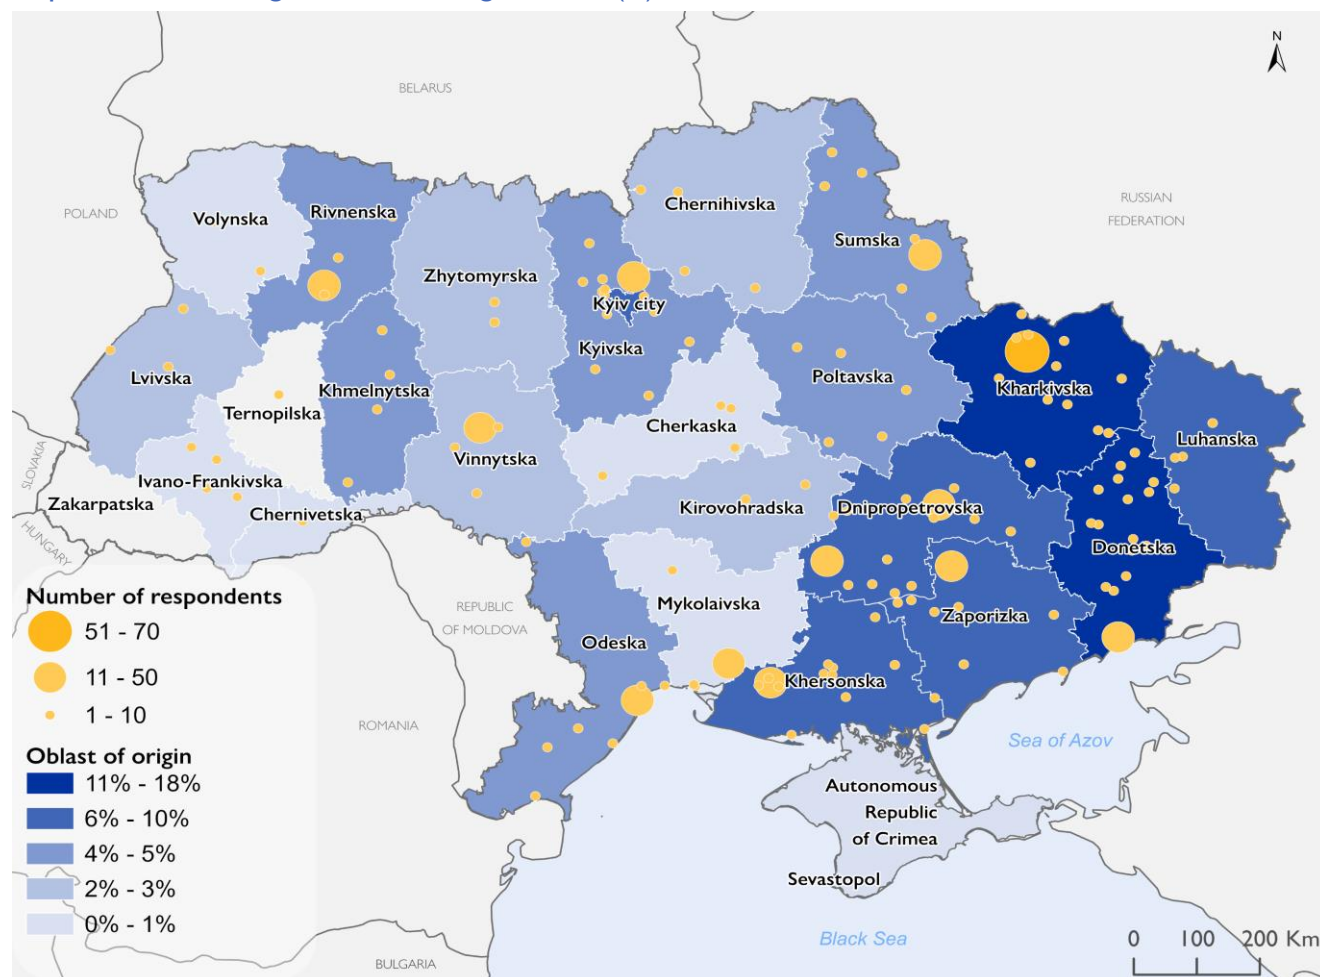 N
BELARUS
POLAND
RUSSIAN
FEDERATION
Volynska
Rivnenska
Chernihivska
Sumska
Zhytomyrska
Kyiv city
Kyivska
Lvivska
Khmelnytska
Poltavska
Kharkivska
Ternopilska
Cherkaska
Luhanska
Vinnytska
SLOVAKIA
Ivano-Frankivska
Zakarpatska
Chernivetska
Kirovohradska
Dnipropetrovska
HUNGARY
Donetska
Mykolaivska
Zaporizka
REPUBLIC
OF MOLDOVA
Odeska
Khersonska
ROMANIA
Sea of Azov
Autonomous
Republic
of Crimea
Sevastopol
Black Sea
BULGARIA
Number of respondents
51 - 70
11 - 50
1 - 10
Oblast of origin
11% - 18%
6% - 10%
4% - 5%
2% - 3%
0% - 1%
0 100 200 Km